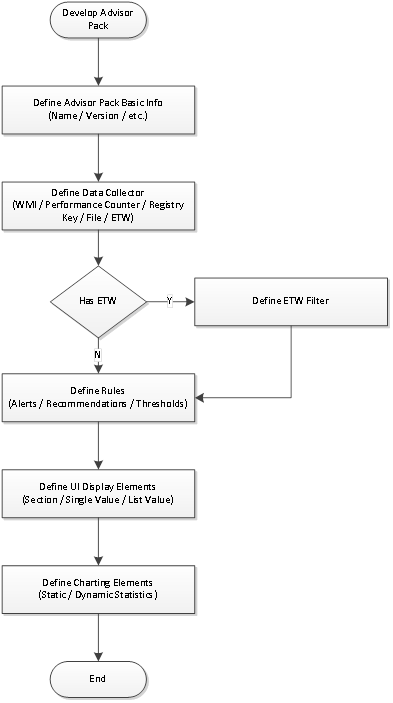 Develop Advisor
Pack
Define Advisor Pack Basic Info
(Name / Version / etc.)
Define Data Collector
(WMI / Performance Counter / Registry
Key / File / ETW)
Has ETW
Y
Define ETW Filter
N
Define Rules
(Alerts / Recommendations / Thresholds)
Define UI Display Elements
(Section / Single Value / List Value)
Define Charting Elements
(Static / Dynamic Statistics)
End